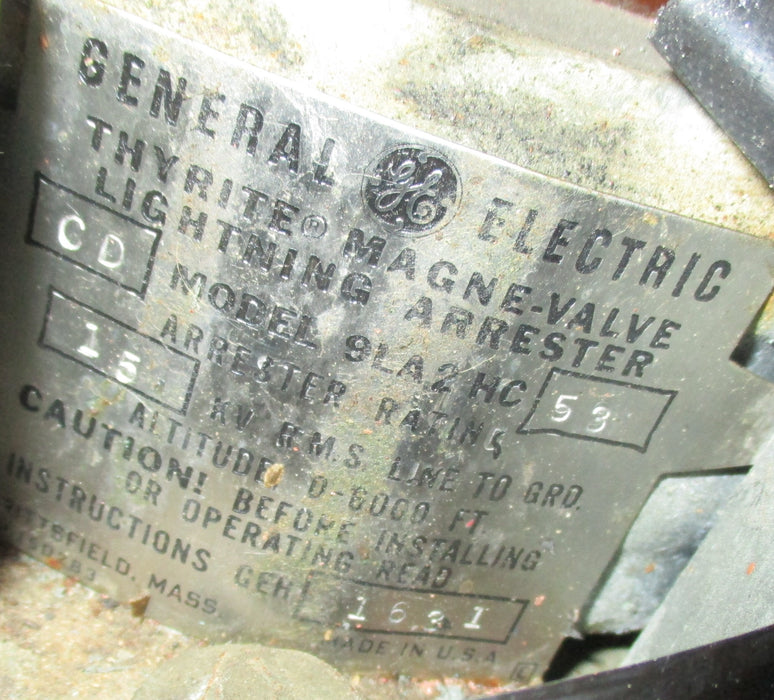 GENERAL GE ELECTRIC
THYRITE® MAGNE-VALVE
LIGHTNING ARRESTER
CD MODEL 9LA2HC 53
ARRESTER RATING
15 KV R.M.S. LINE TO GRD.
ALTITUDE 0-6000 FT.
CAUTION! BEFORE INSTALLING
OR OPERATING READ
INSTRUCTIONS GEH
PITTSFIELD, MASS.
MADE IN U.S.A.